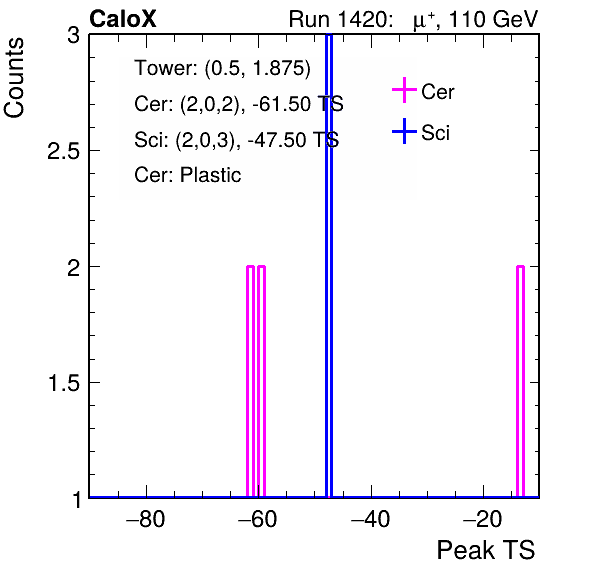 CaloX Run 1420: μ⁺, 110 GeV
Counts
3
2.5
2
1.5
1
Tower: (0.5, 1.875)
Cer: (2,0,2), -61.50 TS
Sci: (2,0,3), -47.50 TS
Cer: Plastic
Cer
Sci
−80 −60 −40 −20
Peak TS